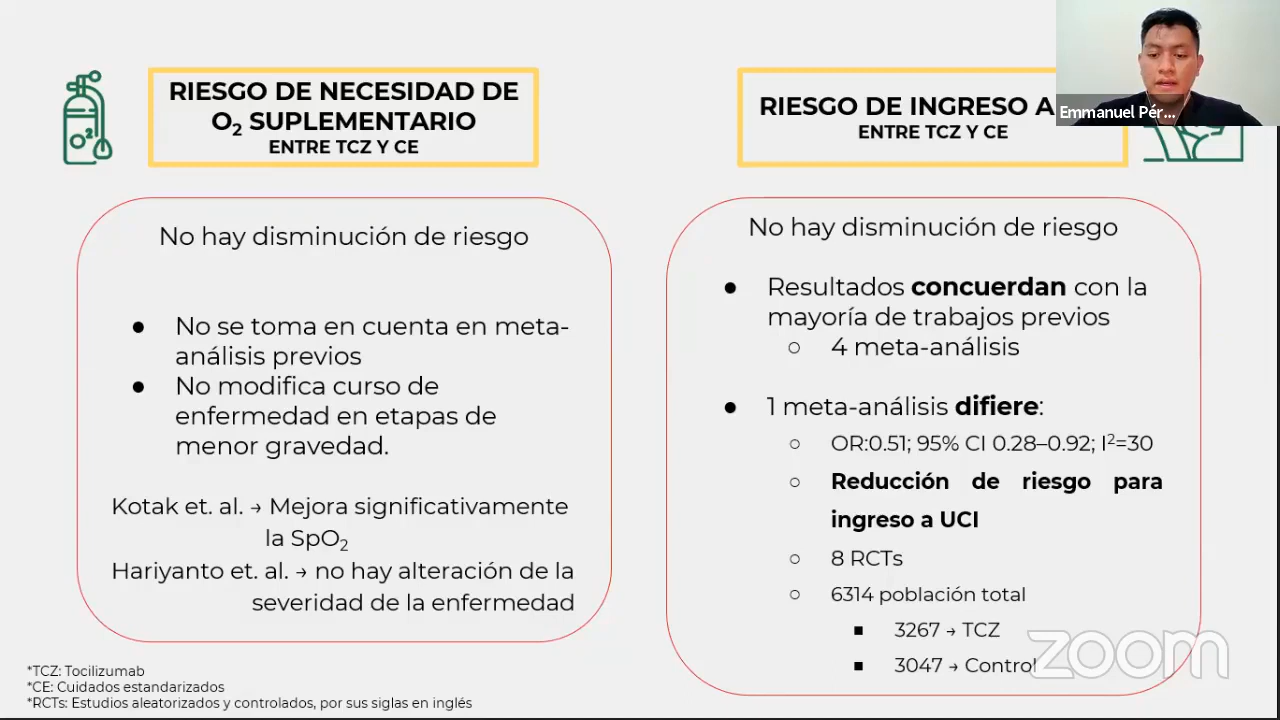 RIESGO DE NECESIDAD DE
O₂ SUPLEMENTARIO
ENTRE TCZ Y CE
O₂
No hay disminución de riesgo
● No se toma en cuenta en meta-
análisis previos
● No modifica curso de
enfermedad en etapas de
menor gravedad.
Kotak et. al. → Mejora significativamente
la SpO₂
Hariyanto et. al. → no hay alteración de la
severidad de la enfermedad
*TCZ: Tocilizumab
*CE: Cuidados estandarizados
*RCTs: Estudios aleatorizados y controlados, por sus siglas en inglés
RIESGO DE INGRESO A
ENTRE TCZ Y CE
Emmanuel Pér...
No hay disminución de riesgo
● Resultados concuerdan con la
mayoría de trabajos previos
○ 4 meta-análisis
● 1 meta-análisis difiere:
○ OR:0.51; 95% CI 0.28–0.92; I²=30
○ Reducción de riesgo para
ingreso a UCI
○ 8 RCTs
○ 6314 población total
■ 3267 → TCZ
■ 3047 → Control
zoom